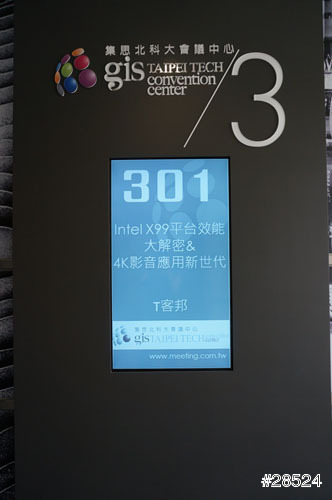 集思北科大會議中心
gis TAIPEI TECH
convention
center
/3
301
Intel X99平台效能
大解密&
4K影音應用新世代
T客邦
集思北科大會議中心
gis TAIPEI TECH
www.meeting.com.tw
#28524